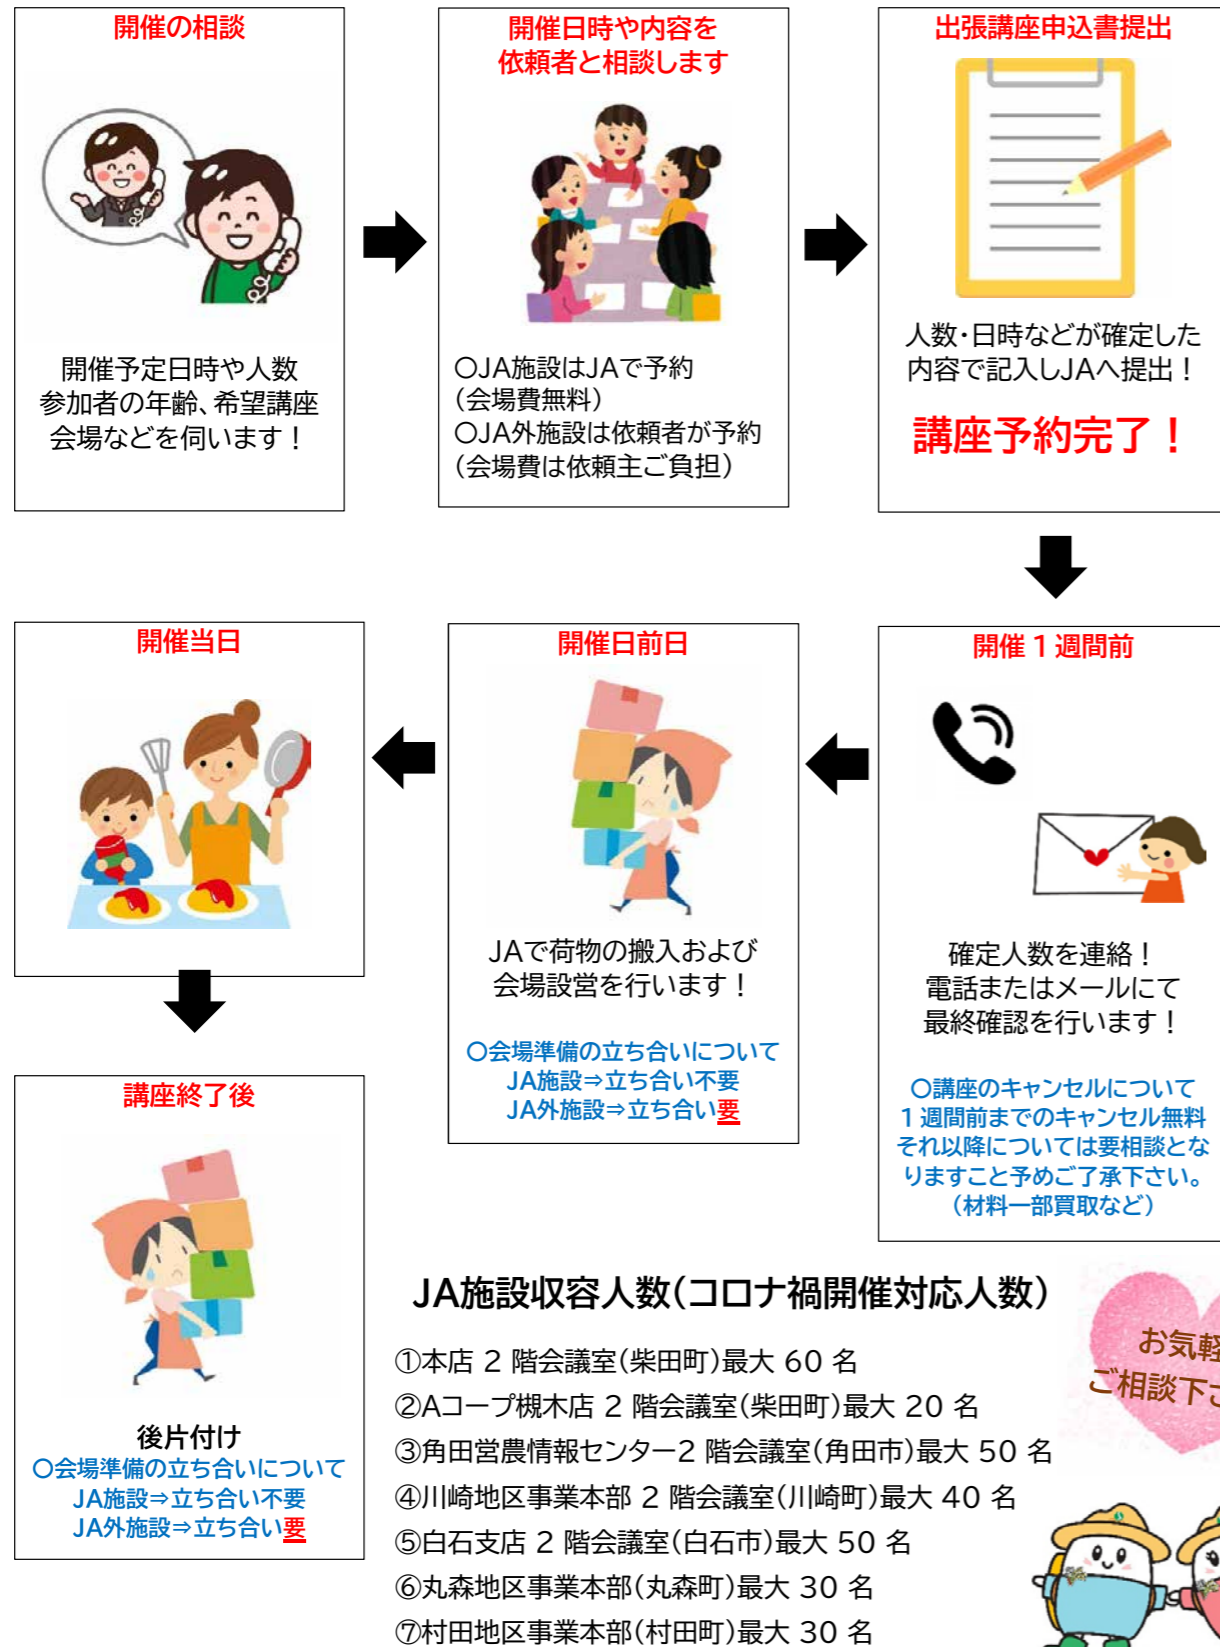 開催の相談
開催予定日時や人数
参加者の年齢、希望講座
会場などを伺います！
開催日時や内容を
依頼者と相談します
〇JA施設はJAで予約
(会場費無料)
〇JA外施設は依頼者が予約
(会場費は依頼主ご負担)
出張講座申込書提出
人数・日時などが確定した
内容で記入しJAへ提出！
講座予約完了！
開催１週間前
確定人数を連絡！
電話またはメールにて
最終確認を行います！
〇講座のキャンセルについて
1週間前までのキャンセル無料
それ以降については要相談とな
りますこと予めご了承下さい。
(材料一部買取など)
開催日前日
JAで荷物の搬入および
会場設営を行います！
〇会場準備の立ち合いについて
JA施設⇒立ち合い不要
JA外施設⇒立ち合い要
開催当日
講座終了後
後片付け
〇会場準備の立ち合いについて
JA施設⇒立ち合い不要
JA外施設⇒立ち合い要
JA施設収容人数(コロナ禍開催対応人数)
①本店 2 階会議室(柴田町)最大 60 名
②Aコープ槻木店 2 階会議室(柴田町)最大 20 名
③角田営農情報センター2 階会議室(角田市)最大 50 名
④川崎地区事業本部 2 階会議室(川崎町)最大 40 名
⑤白石支店 2 階会議室(白石市)最大 50 名
⑥丸森地区事業本部(丸森町)最大 30 名
⑦村田地区事業本部(村田町)最大 30 名
お気軽
ご相談下さ